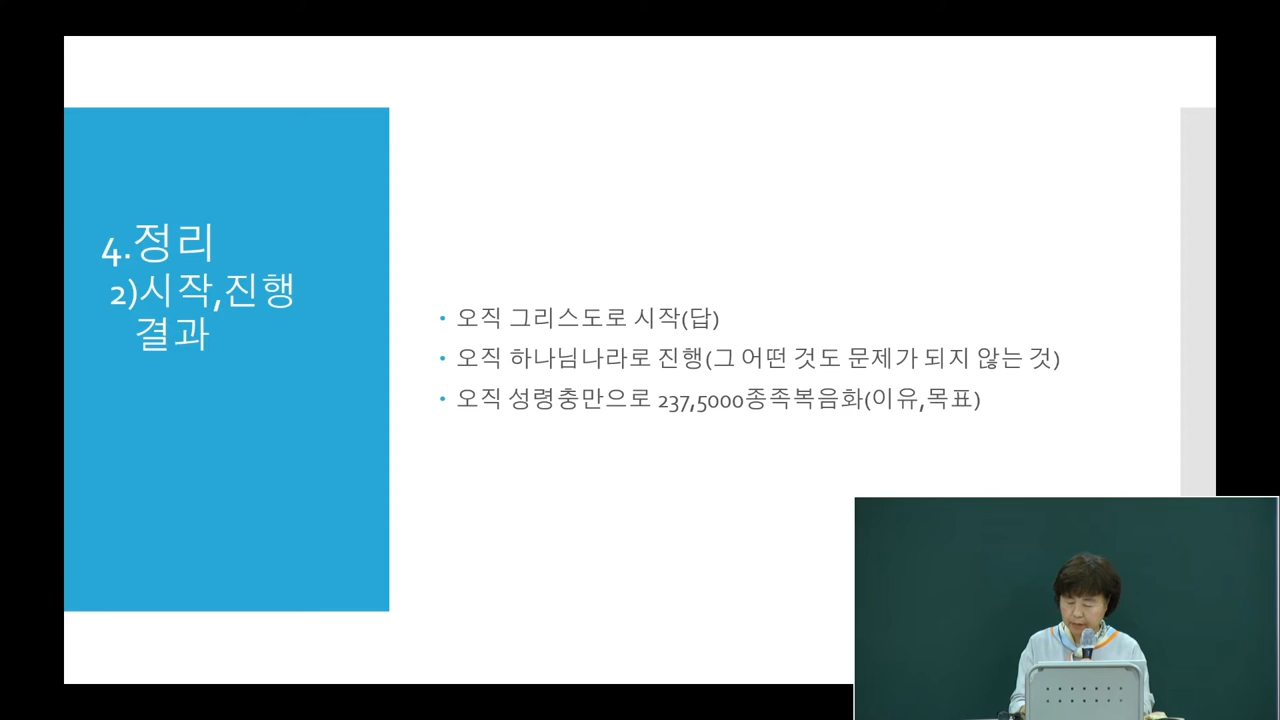 4.정리
2)시작,진행
결과
• 오직 그리스도로 시작(답)
• 오직 하나님나라로 진행(그 어떤 것도 문제가 되지 않는 것)
• 오직 성령충만으로 237,5000종족복음화(이유,목표)